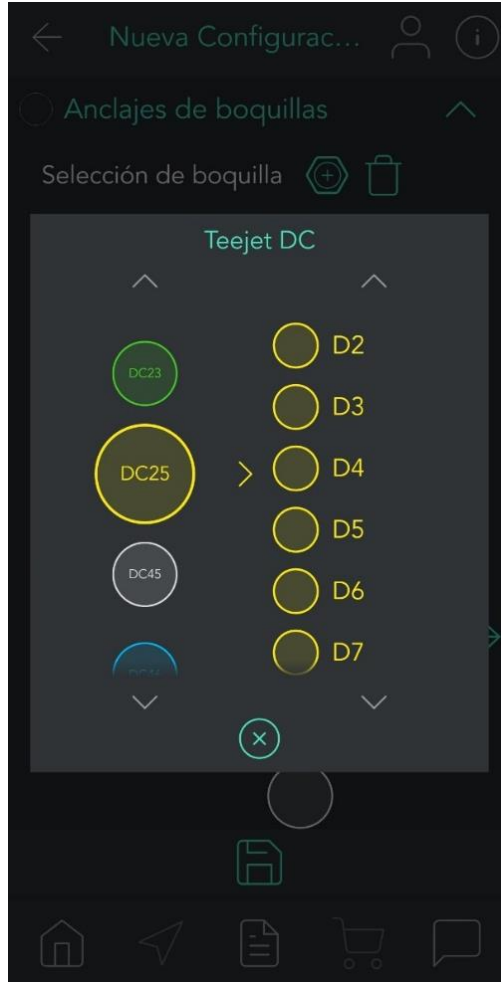 Nueva Configurac...
Anclajes de boquillas
Selección de boquilla
Teejet DC
DC23
DC25
DC45
DC46
D2
D3
D4
D5
D6
D7